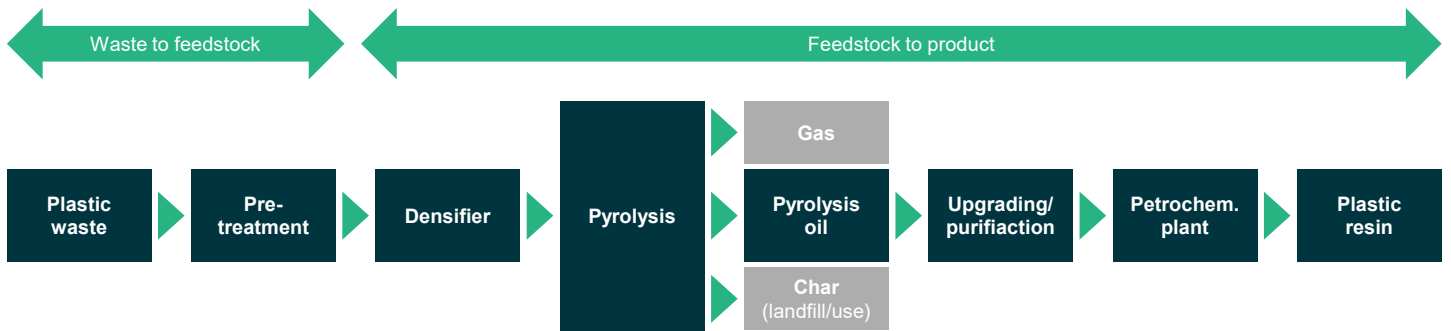 Waste to feedstock
Feedstock to product
Plastic
waste
Pre-
treatment
Densifier
Pyrolysis
Gas
Pyrolysis
oil
Char
(landfill/use)
Upgrading/
purifiaction
Petrochem.
plant
Plastic
resin